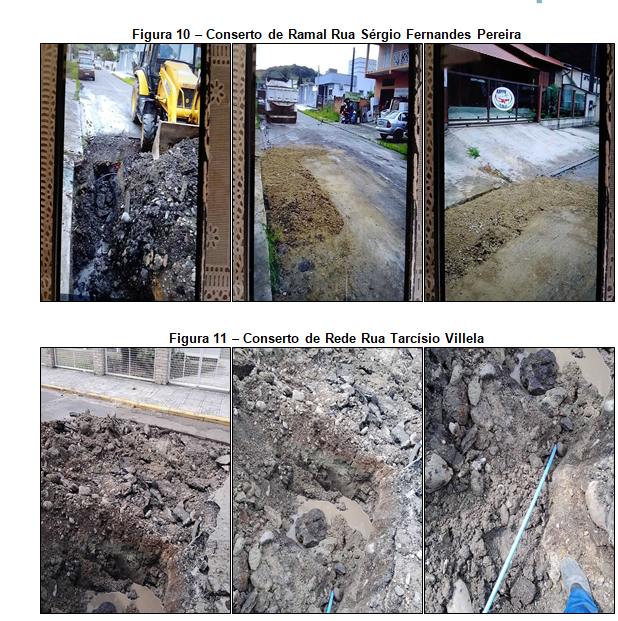 Figura 10 – Conserto de Ramal Rua Sérgio Fernandes Pereira
Figura 11 – Conserto de Rede Rua Tarcísio Villela